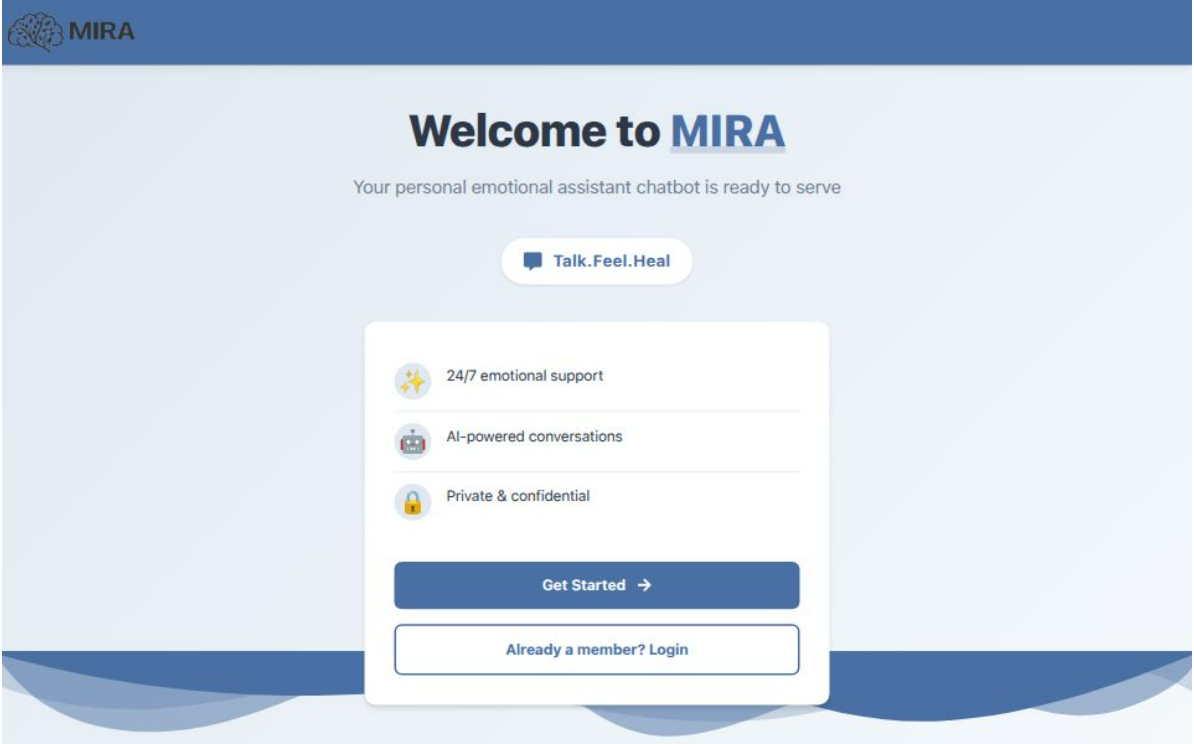 MIRA
Welcome to MIRA
Your personal emotional assistant chatbot is ready to serve
Talk.Feel.Heal
24/7 emotional support
AI-powered conversations
Private & confidential
Get Started →
Already a member? Login